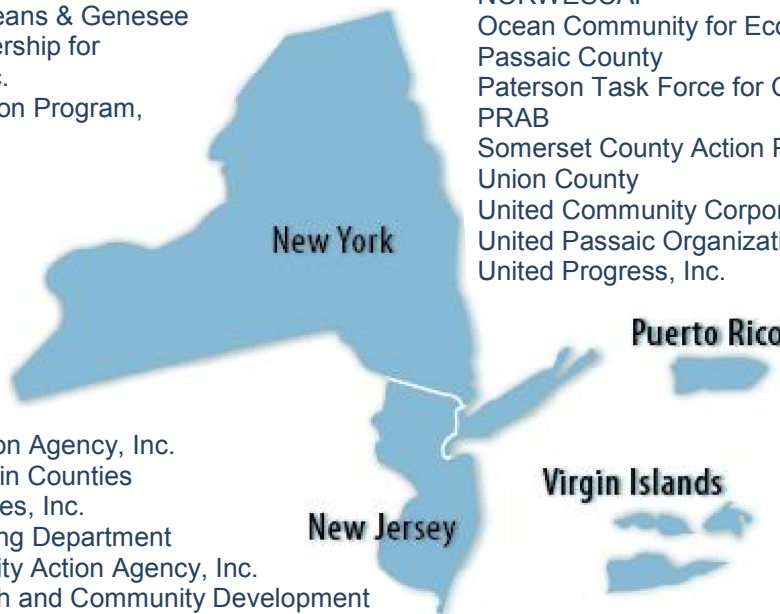 eans & Genesee
ership for
c.
on Program,
NORWESCAP
Ocean Community for Eco
Passaic County
Paterson Task Force for
PRAB
Somerset County Action
Union County
United Community Corpor
United Passaic Organizati
United Progress, Inc.
New York
Puerto Rico
Virgin Islands
New Jersey
on Agency, Inc.
in Counties
es, Inc.
ng Department
ity Action Agency, Inc.
h and Community Development